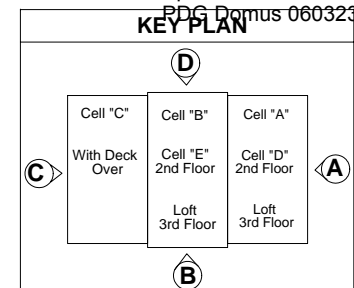 PDG Domus 060323
KEY PLAN
D
Cell "C"
Cell "B"
Cell "A"
With Deck
Over
Cell "E"
2nd Floor
Cell "D"
2nd Floor
C
A
Loft
3rd Floor
Loft
3rd Floor
B